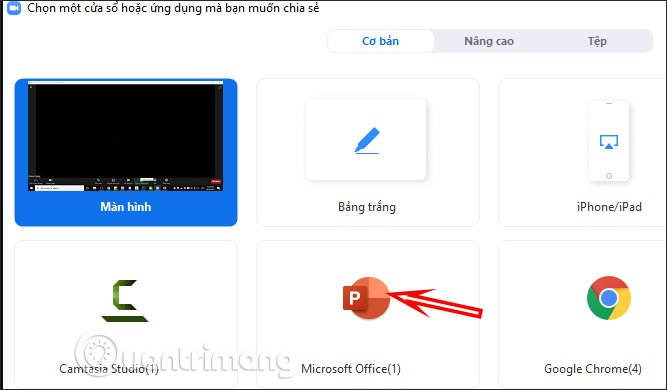 Chọn một cửa sổ hoặc ứng dụng mà bạn muốn chia sẻ
Cơ bản
Nâng cao
Tệp
Màn hình
Bảng trắng
iPhone/iPad
P
Camtasia Studio(1)
Microsoft Office(1)
Google Chrome(4)
Quantrimang